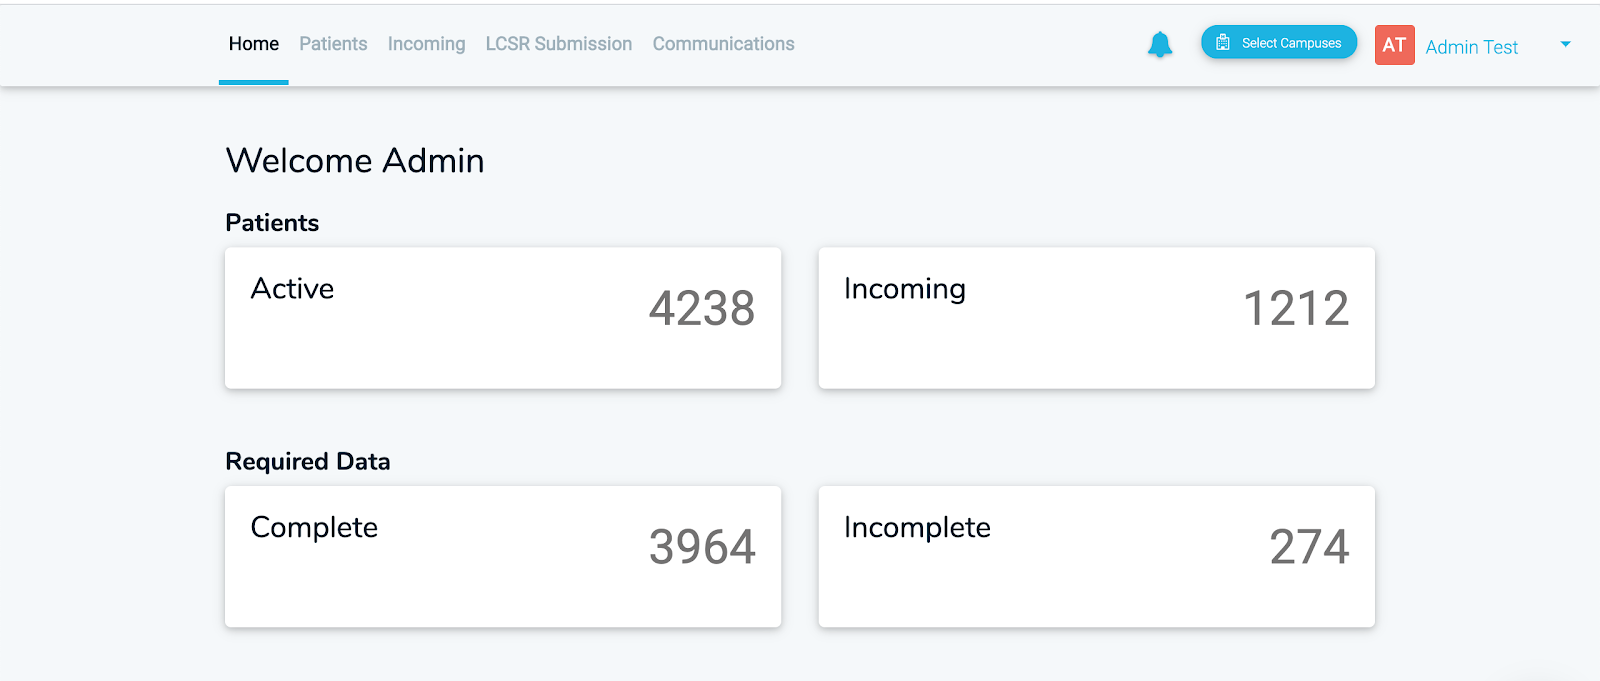 Home Patients Incoming LCSR Submission Communications Select Campuses AT Admin Test
Welcome Admin
Patients
Active 4238 Incoming 1212
Required Data
Complete 3964 Incomplete 274